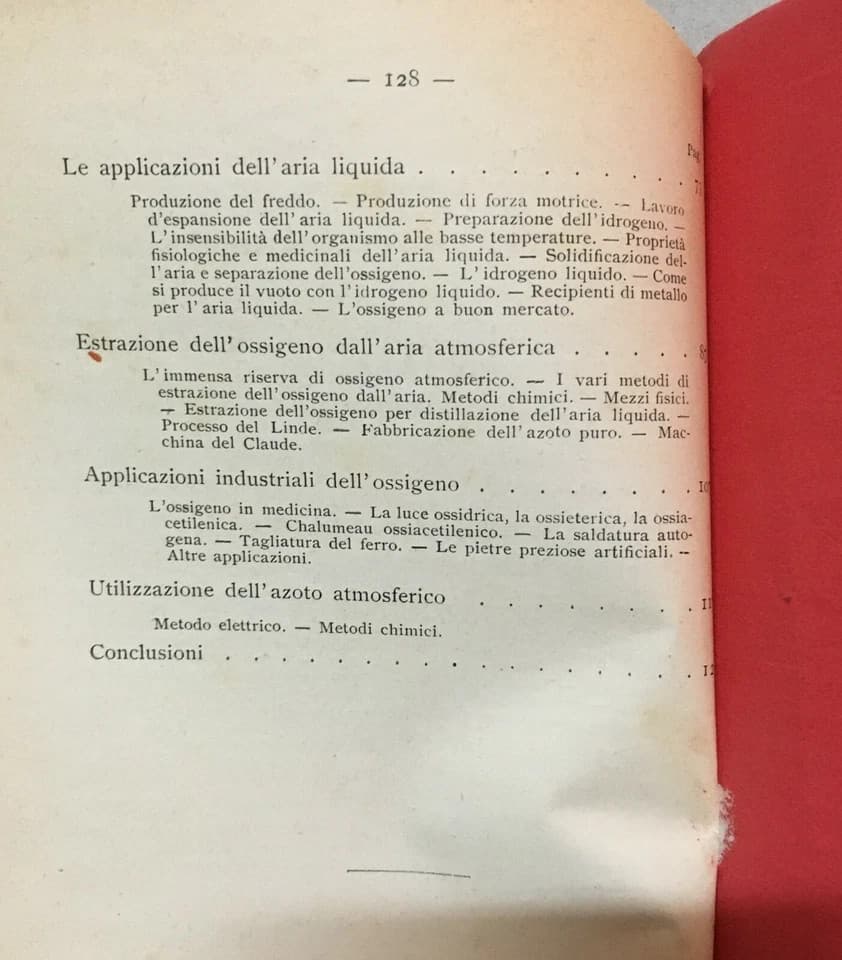 — 128 —
Pag.
Le applicazioni dell'aria liquida . . . . . . . . . .
Produzione del freddo. — Produzione di forza motrice. — Lavoro
d'espansione dell'aria liquida. — Preparazione dell'idrogeno. —
L'insensibilità dell'organismo alle basse temperature. — Proprietà
fisiologiche e medicinali dell'aria liquida. — Solidificazione del-
l'aria e separazione dell'ossigeno. — L'idrogeno liquido. — Come
si produce il vuoto con l'idrogeno liquido. — Recipienti di metallo
per l'aria liquida. — L'ossigeno a buon mercato.
Estrazione dell'ossigeno dall'aria atmosferica . . . . .
L'immensa riserva di ossigeno atmosferico. — I vari metodi di
estrazione dell'ossigeno dall'aria. Metodi chimici. — Mezzi fisici.
— Estrazione dell'ossigeno per distillazione dell'aria liquida. —
Processo del Linde. — Fabbricazione dell'azoto puro. — Mac-
china del Claude.
Applicazioni industriali dell'ossigeno . . . . . . . .
L'ossigeno in medicina. — La luce ossidrica, la ossieterica, la ossia-
cetilenica. — Chalumeau ossiacetilenico. — La saldatura auto-
gena. — Tagliatura del ferro. — Le pietre preziose artificiali. —
Altre applicazioni.
Utilizzazione dell'azoto atmosferico . . . . . . . .
Metodo elettrico. — Metodi chimici.
Conclusioni . . . . . . . . . . . . . . . . .